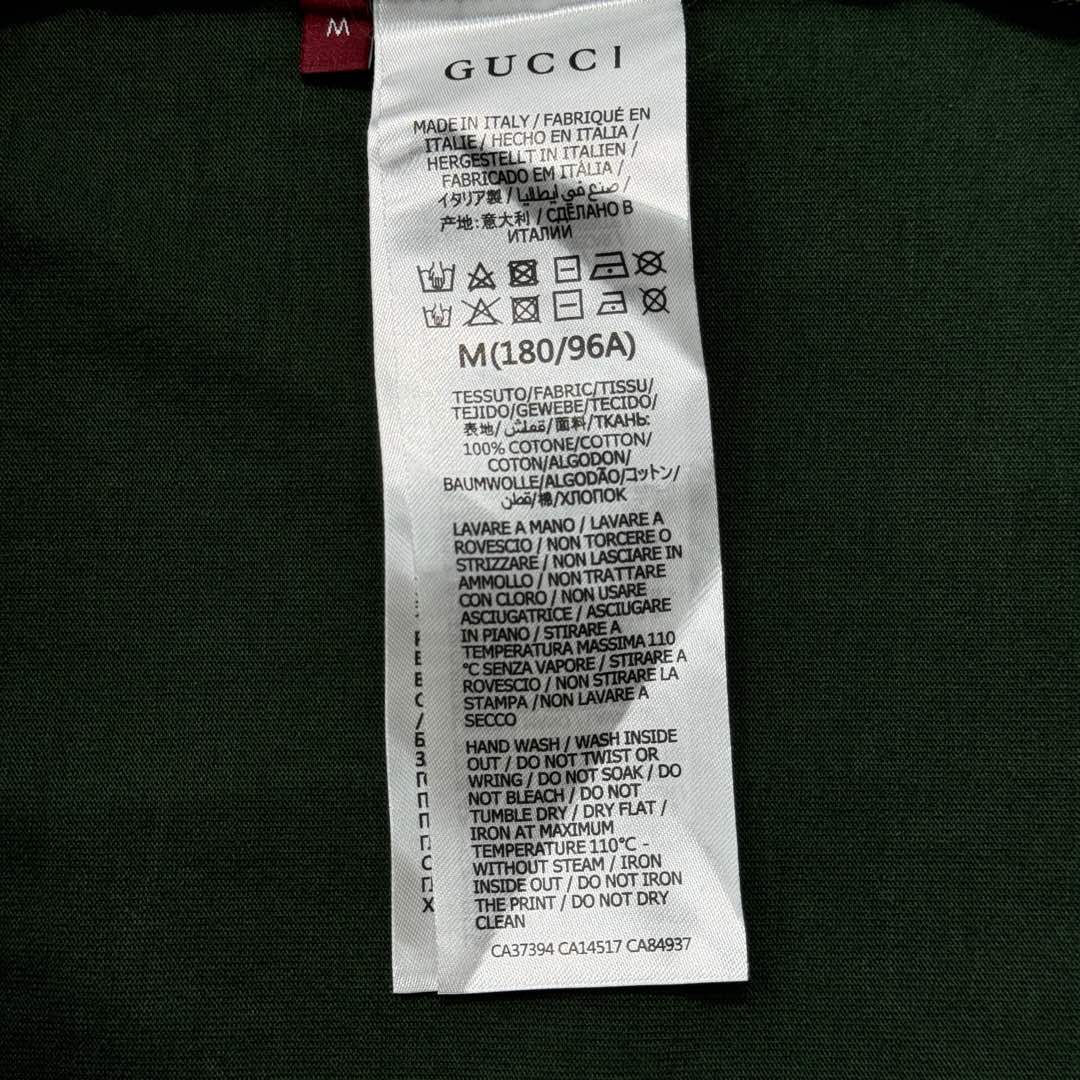 M
GUCCI
MADE IN ITALY / FABRIQUÉ EN
ITALIE / HECHO EN ITÀLIA /
HERGESTELLT IN ITALIEN /
FABRICADO EM ITÀLIA /
イタリア製 / صنع في إيطاليا /
产地:意大利 / СДЕЛАНО В
ИТАЛИИ
M(180/96A)
TESSUTO/FABRIC/TISSU/
TEJIDO/GEWEBE/TECIDO/
表地/قملش/面料/ТКАНЬ:
100% COTONE/COTTON/
COTON/ALGODON/
BAUMWOLLE/ALGODÃO/コットン/
قطن/棉/ХЛОПОК
LAVARE A MANO / LAVARE A
ROVESCIO / NON TORCERE O
STRIZZARE / NON LASCIARE IN
AMMOLLO / NON TRATTARE
CON CLORO / NON USARE
ASCIUGATRICE / ASCIUGARE
IN PIANO / STIRARE A
TEMPERATURA MASSIMA 110
°C SENZA VAPORE / STIRARE A
ROVESCIO / NON STIRARE LA
STAMPA /NON LAVARE A
SECCO
HAND WASH / WASH INSIDE
OUT / DO NOT TWIST OR
WRING / DO NOT SOAK / DO
NOT BLEACH / DO NOT
TUMBLE DRY / DRY FLAT /
IRON AT MAXIMUM
TEMPERATURE 110°C -
WITHOUT STEAM / IRON
INSIDE OUT / DO NOT IRON
THE PRINT / DO NOT DRY
CLEAN
CA37394 CA14517 CA84937